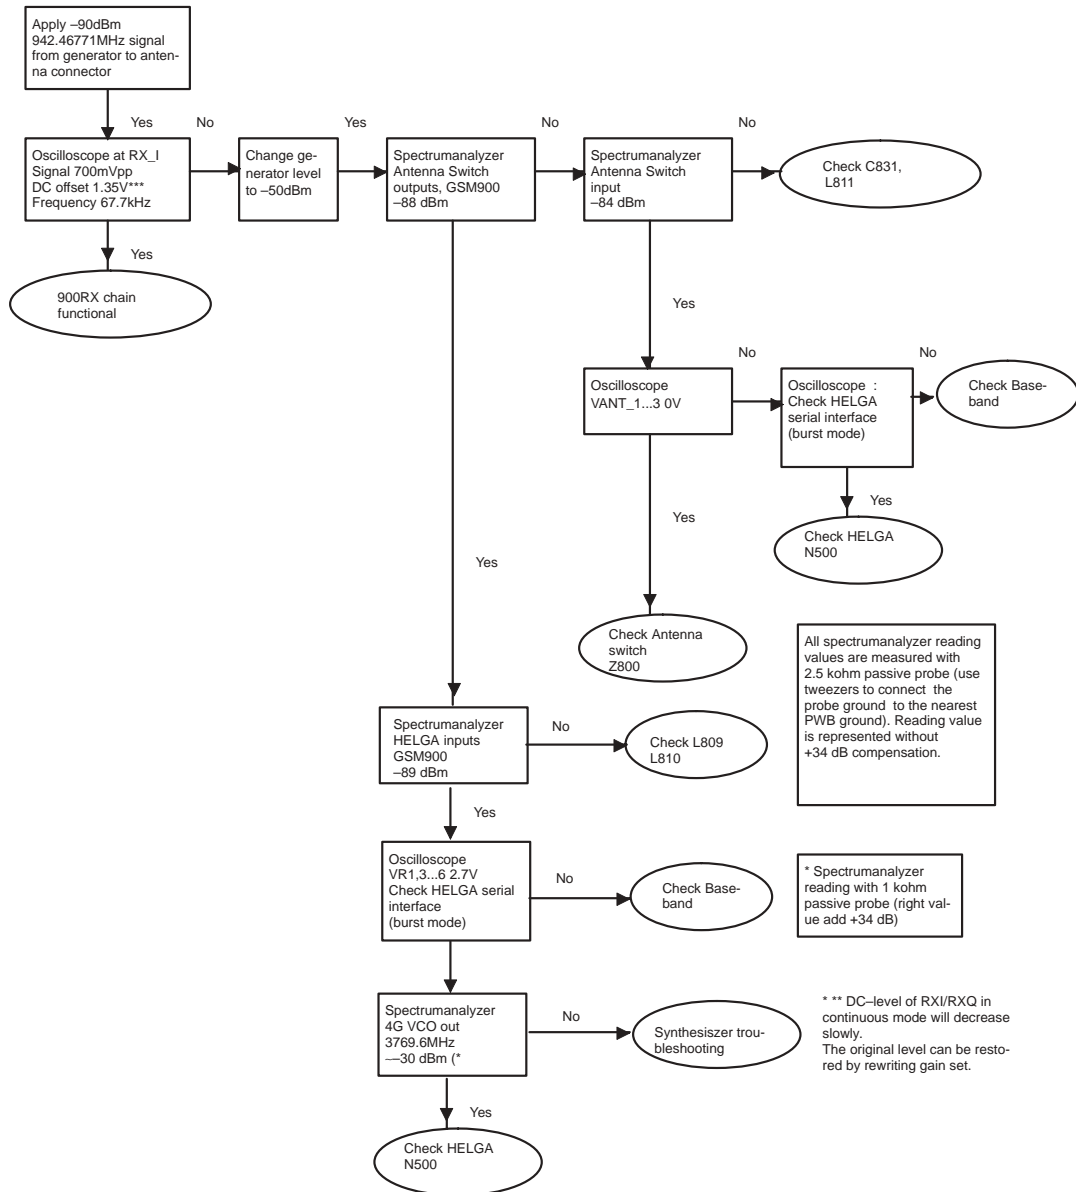 Apply –90dBm
942.46771MHz signal
from generator to anten-
na connector
Yes
No
Yes
No
No
Oscilloscope at RX_I
Signal 700mVpp
DC offset 1.35V***
Frequency 67.7kHz
Change ge-
nerator level
to –50dBm
Spectrumanalyzer
Antenna Switch
outputs, GSM900
–88 dBm
Spectrumanalyzer
Antenna Switch
input
–84 dBm
Check C831,
L811
Yes
900RX chain
functional
Yes
No
No
Oscilloscope
VANT_1...3 0V
Oscilloscope :
Check HELGA
serial interface
(burst mode)
Check Base-
band
Yes
Yes
Check HELGA
N500
Yes
Check Antenna
switch
Z800
All spectrumanalyzer reading
values are measured with
2.5 kohm passive probe (use
tweezers to connect the
probe ground to the nearest
PWB ground). Reading value
is represented without
+34 dB compensation.
Spectrumanalyzer
HELGA inputs
GSM900
–89 dBm
No
Check L809
L810
Yes
Oscilloscope
VR1,3...6 2.7V
Check HELGA serial
interface
(burst mode)
No
Check Base-
band
* Spectrumanalyzer
reading with 1 kohm
passive probe (right val-
ue add +34 dB)
Spectrumanalyzer
4G VCO out
3769.6MHz
~–30 dBm (*
No
Synthesiszer trou-
bleshooting
* ** DC–level of RXI/RXQ in
continuous mode will decrease
slowly.
The original level can be resto-
red by rewriting gain set.
Yes
Check HELGA
N500